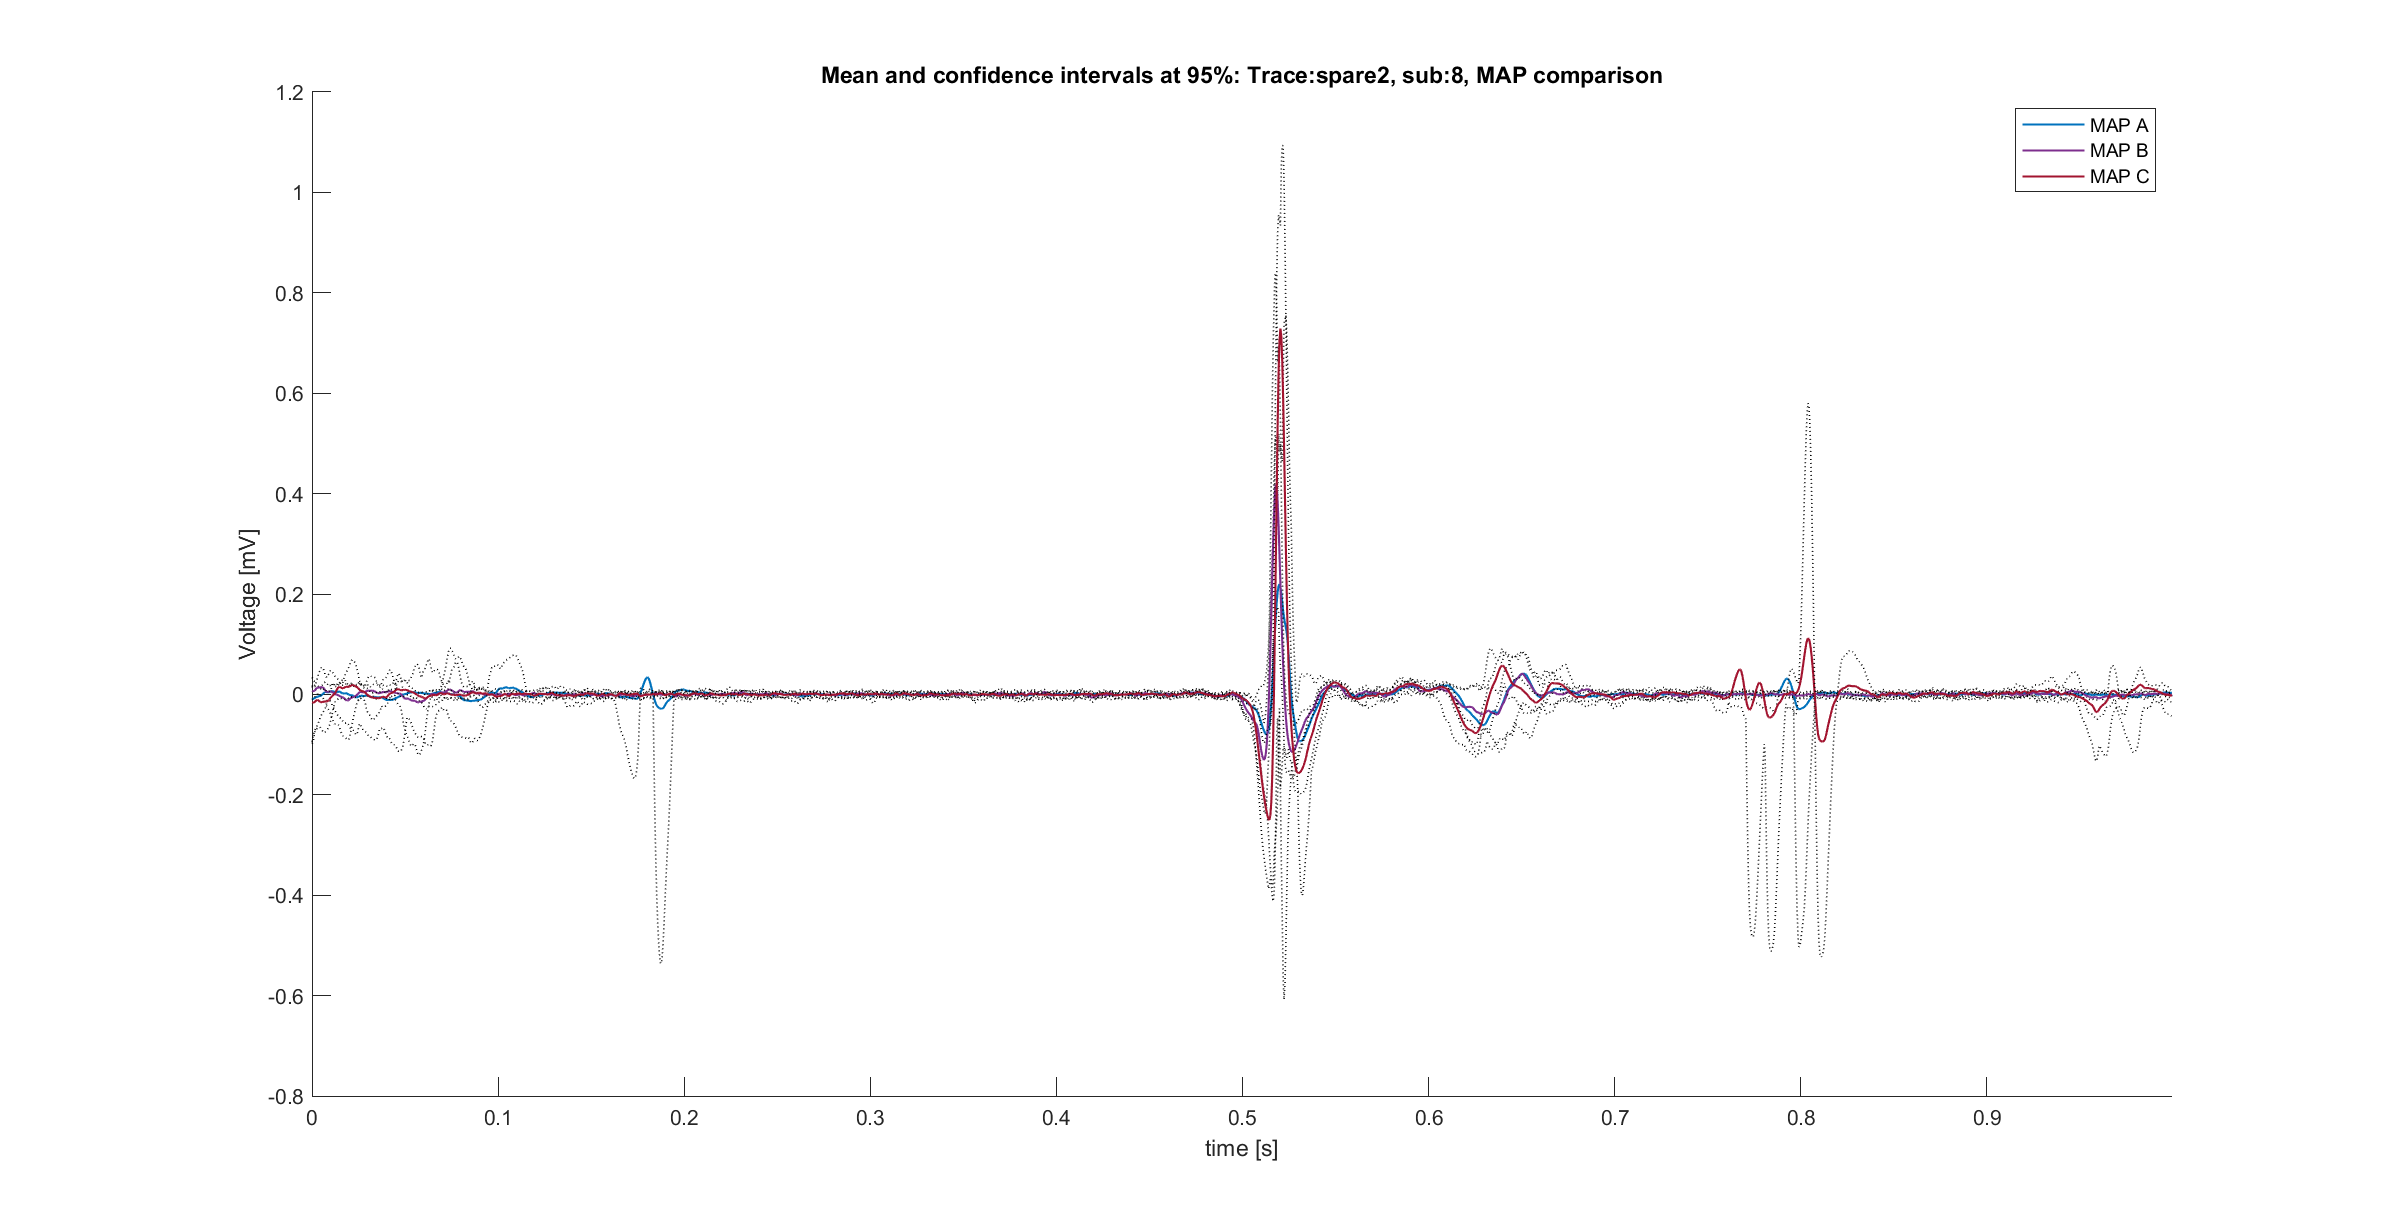 Mean and confidence intervals at 95%: Trace:spare2, sub:8, MAP comparison
MAP A
MAP B
MAP C
1.2
1
0.8
0.6
0.4
0.2
0
-0.2
-0.4
-0.6
-0.8
Voltage [mV]
0 0.1 0.2 0.3 0.4 0.5 0.6 0.7 0.8 0.9
time [s]